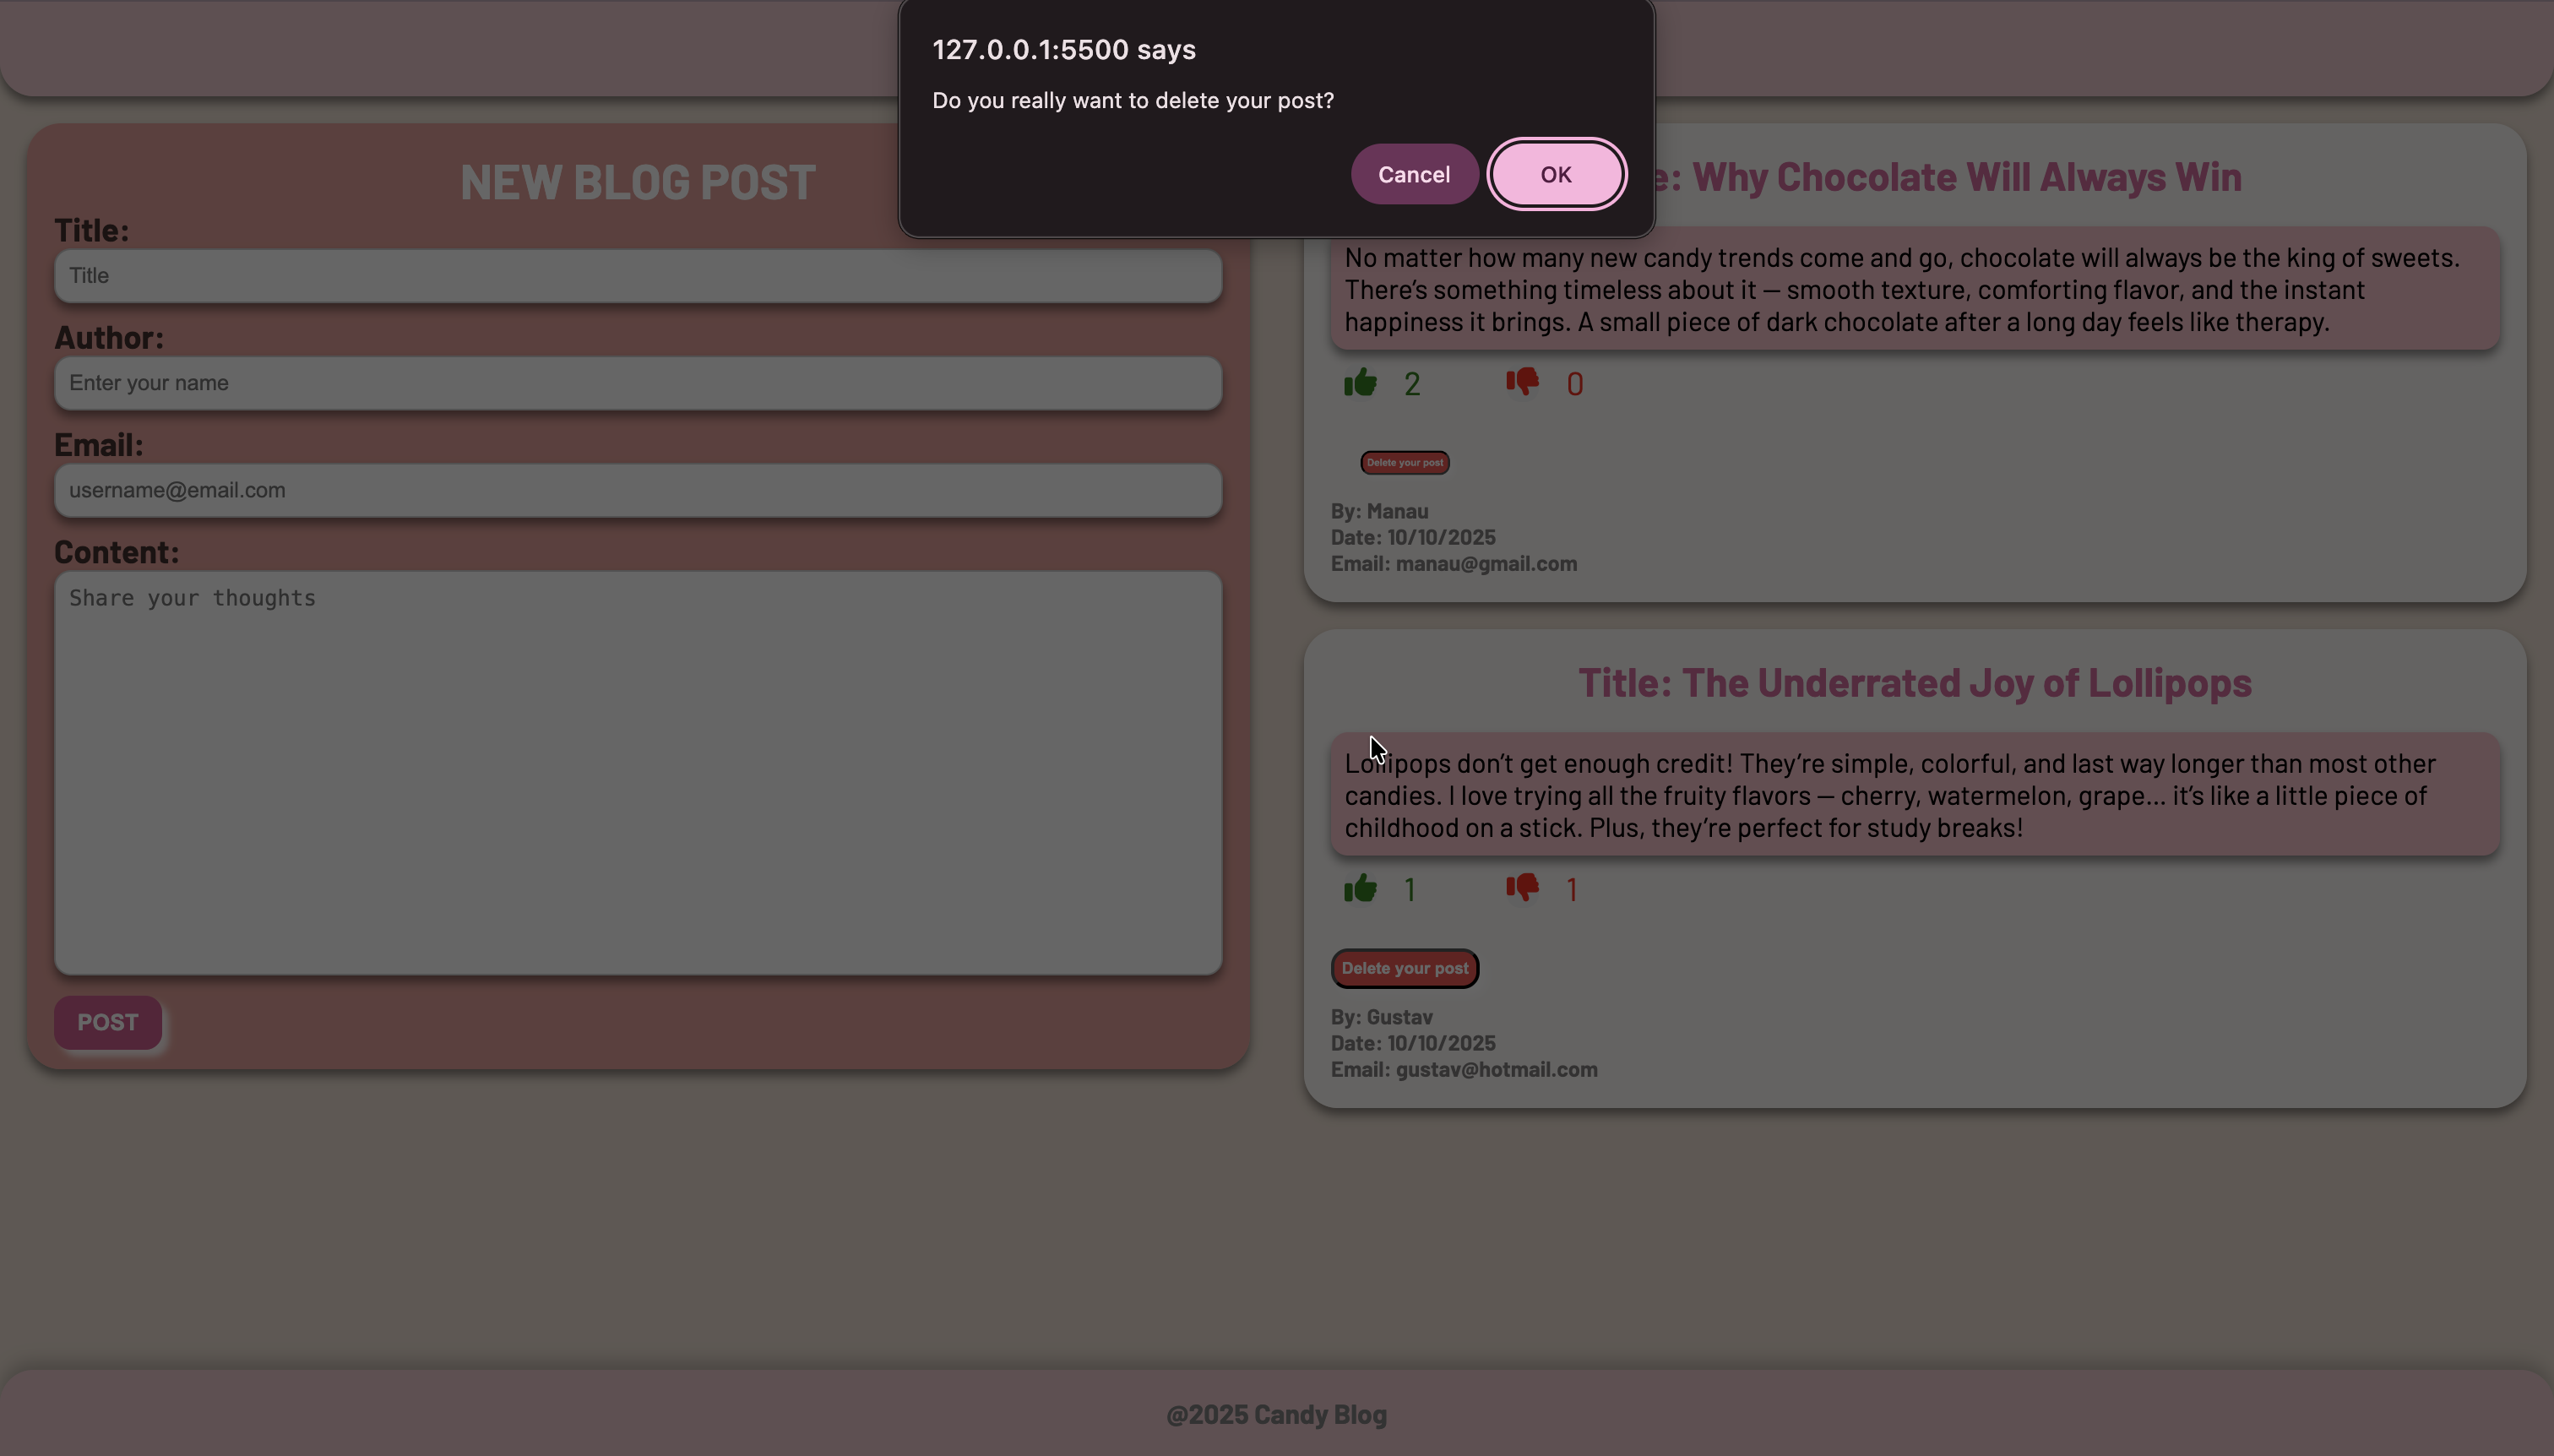 127.0.0.1:5500 says
Do you really want to delete your post?
Cancel
OK
NEW BLOG POST
Title:
Title
Author:
Enter your name
Email:
username@email.com
Content:
Share your thoughts
POST
e: Why Chocolate Will Always Win
No matter how many new candy trends come and go, chocolate will always be the king of sweets.
There’s something timeless about it — smooth texture, comforting flavor, and the instant
happiness it brings. A small piece of dark chocolate after a long day feels like therapy.
2 0
Delete your post
By: Manau
Date: 10/10/2025
Email: manau@gmail.com
Title: The Underrated Joy of Lollipops
Lollipops don’t get enough credit! They’re simple, colorful, and last way longer than most other
candies. I love trying all the fruity flavors — cherry, watermelon, grape… it’s like a little piece of
childhood on a stick. Plus, they’re perfect for study breaks!
1 1
Delete your post
By: Gustav
Date: 10/10/2025
Email: gustav@hotmail.com
@2025 Candy Blog